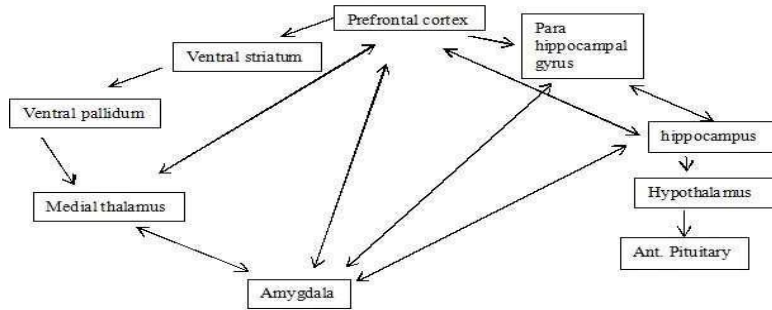 Prefrontal cortex
Para
hippocampal
gyrus
Ventral striatum
Ventral pallidum
hippocampus
Medial thalamus
Hypothalamus
Ant. Pituitary
Amygdala